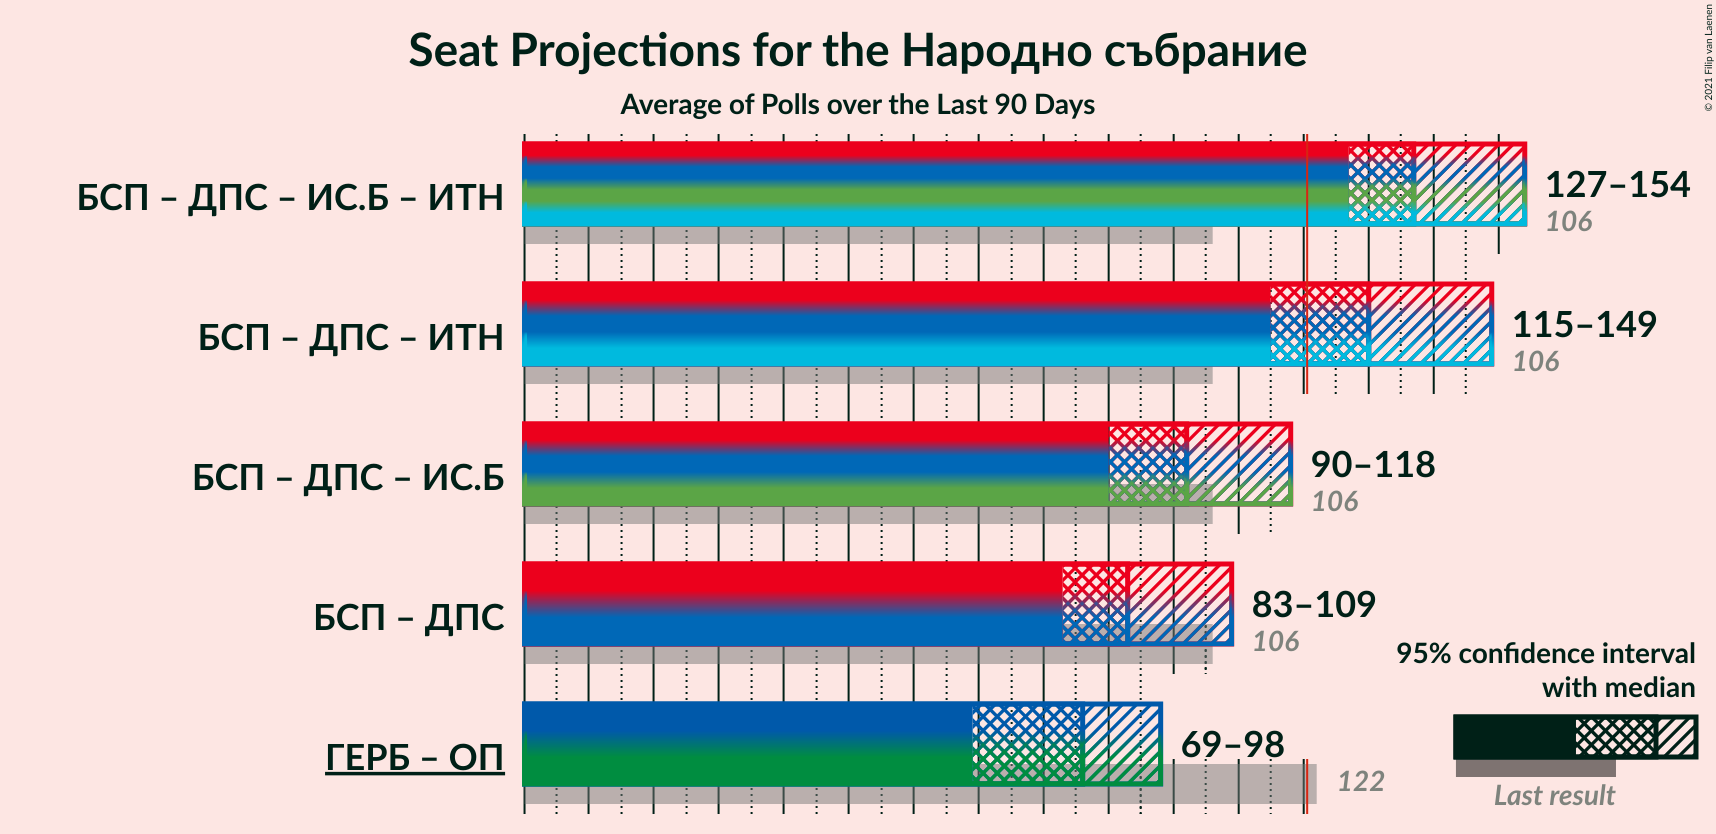 Seat Projections for the Народно събрание
Average of Polls over the Last 90 Days
© 2021 Filip van Laenen
БСП – ДПС – ИС.Б – ИТН
127–154
106
БСП – ДПС – ИТН
115–149
106
БСП – ДПС – ИС.Б
90–118
106
БСП – ДПС
83–109
106
ГЕРБ – ОП
69–98
122
95% confidence interval
with median
Last result